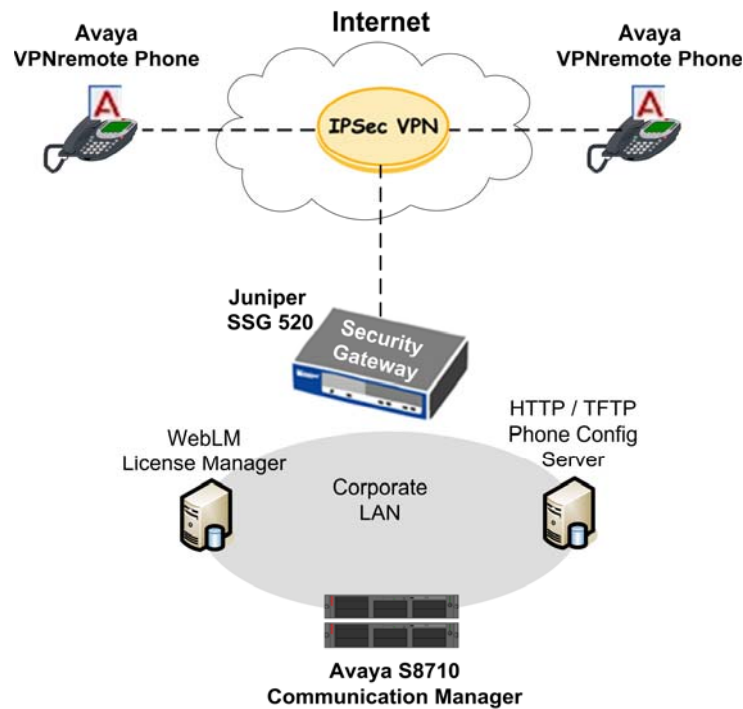 Internet
Avaya
VPNremote Phone
Avaya
VPNremote Phone
A
A
IPSec VPN
Juniper
SSG 520
Security
Gateway
HTTP / TFTP
Phone Config
Server
WebLM
License Manager
Corporate
LAN
Avaya S8710
Communication Manager